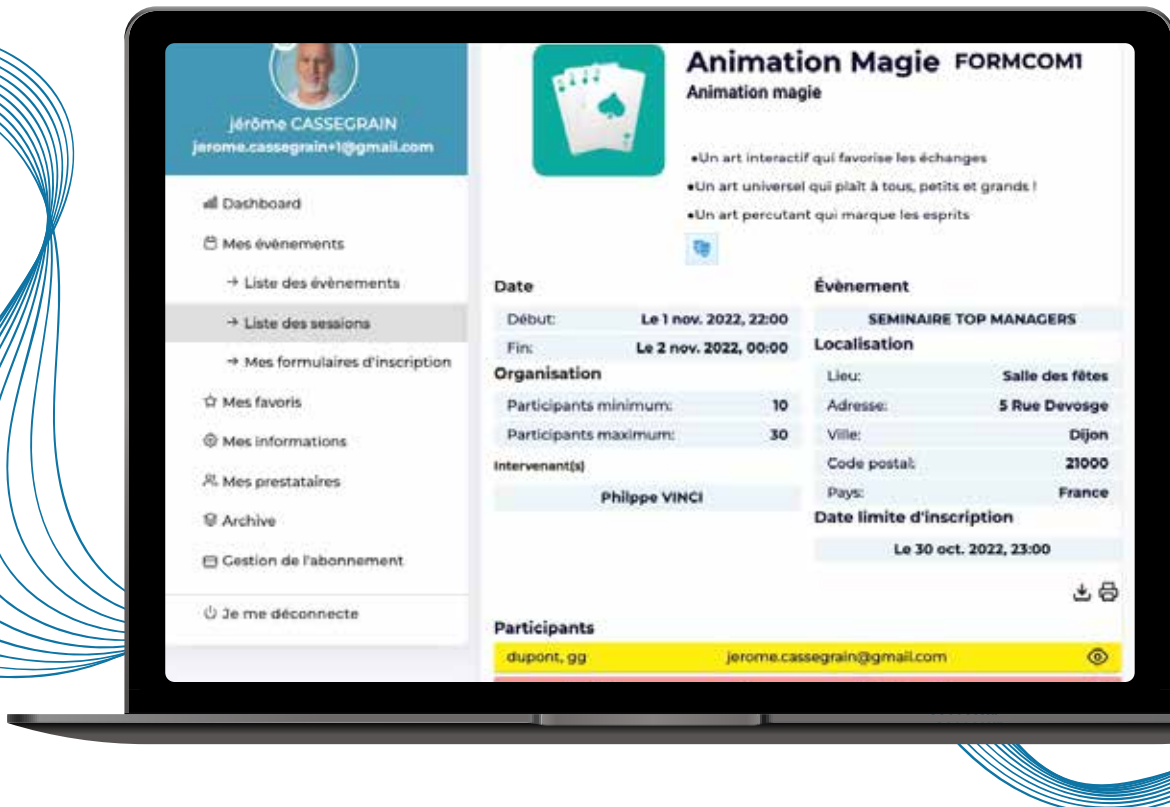 jérôme CASSEGRAIN
jerome.cassegrain+1@gmail.com
Dashboard
Mes évènements
→ Liste des évènements
→ Liste des sessions
→ Mes formulaires d'inscription
Mes favoris
Mes informations
Mes prestataires
Archive
Gestion de l'abonnement
Je me déconnecte
Animation Magie FORMCOM1
Animation magie
•Un art interactif qui favorise les échanges
•Un art universel qui plaît à tous, petits et grands !
•Un art percutant qui marque les esprits
Date
Début: Le 1 nov. 2022, 22:00
Fin: Le 2 nov. 2022, 00:00
Organisation
Participants minimum: 10
Participants maximum: 30
Intervenant(s)
Philppe VINCI
Évènement
SEMINAIRE TOP MANAGERS
Localisation
Lieu: Salle des fêtes
Adresse: 5 Rue Devosge
Ville: Dijon
Code postal: 21000
Pays: France
Date limite d'inscription
Le 30 oct. 2022, 23:00
Participants
dupont, gg jerome.cassegrain@gmail.com